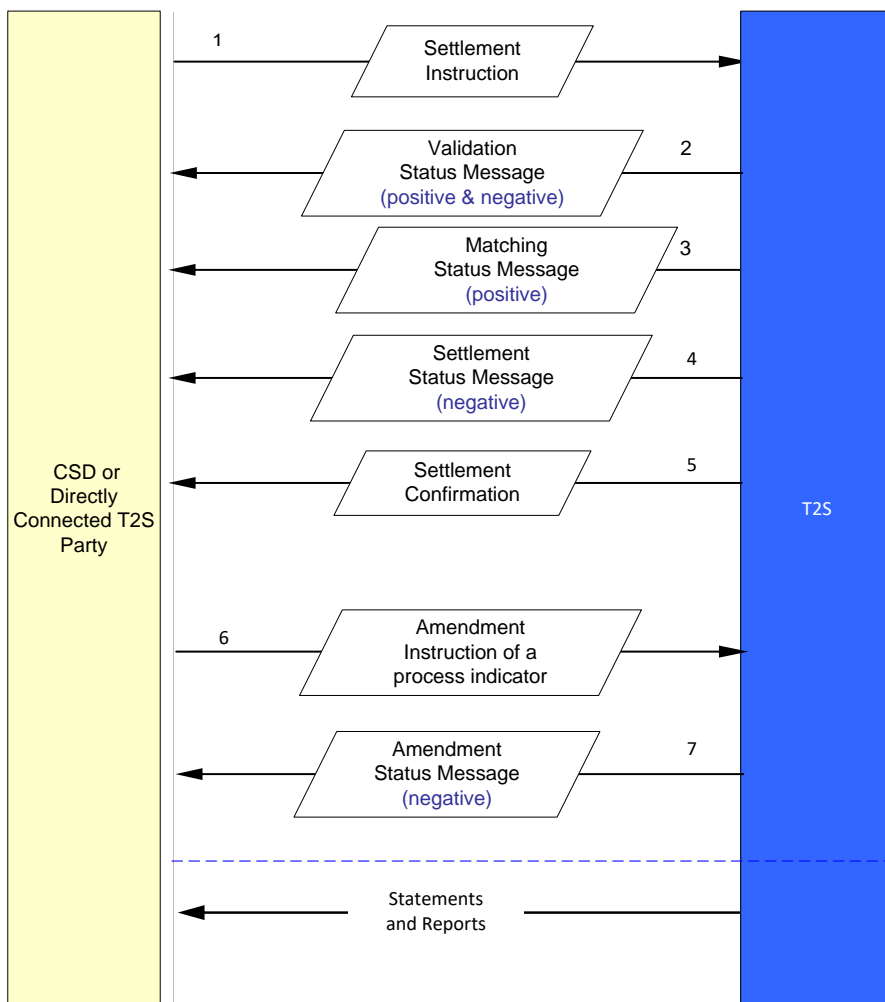 1
Settlement
Instruction
Validation
Status Message
(positive & negative)
2
Matching
Status Message
(positive)
3
Settlement
Status Message
(negative)
4
Settlement
Confirmation
5
CSD or
Directly
Connected T2S
Party
T2S
6
Amendment
Instruction of a
process indicator
Amendment
Status Message
(negative)
7
Statements
and Reports